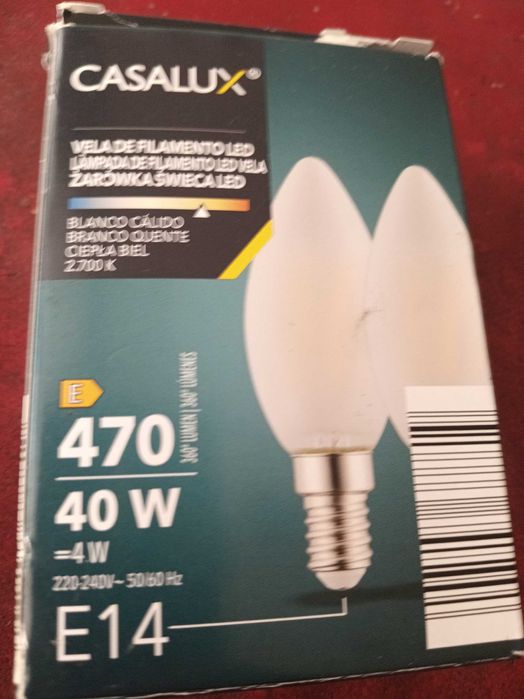 CASALUX®
VELA DE FILAMENTO LED
LÂMPADA DE FILAMENTO LED VELA
ŻARÓWKA ŚWIECA LED
BLANCO CÁLIDO
BRANCO QUENTE
CIEPŁA BIEL
2.700 K
E
470
360° LUMEN | 360° LÚMENES
40 W
=4 W
220-240V~ 50/60 Hz
E14